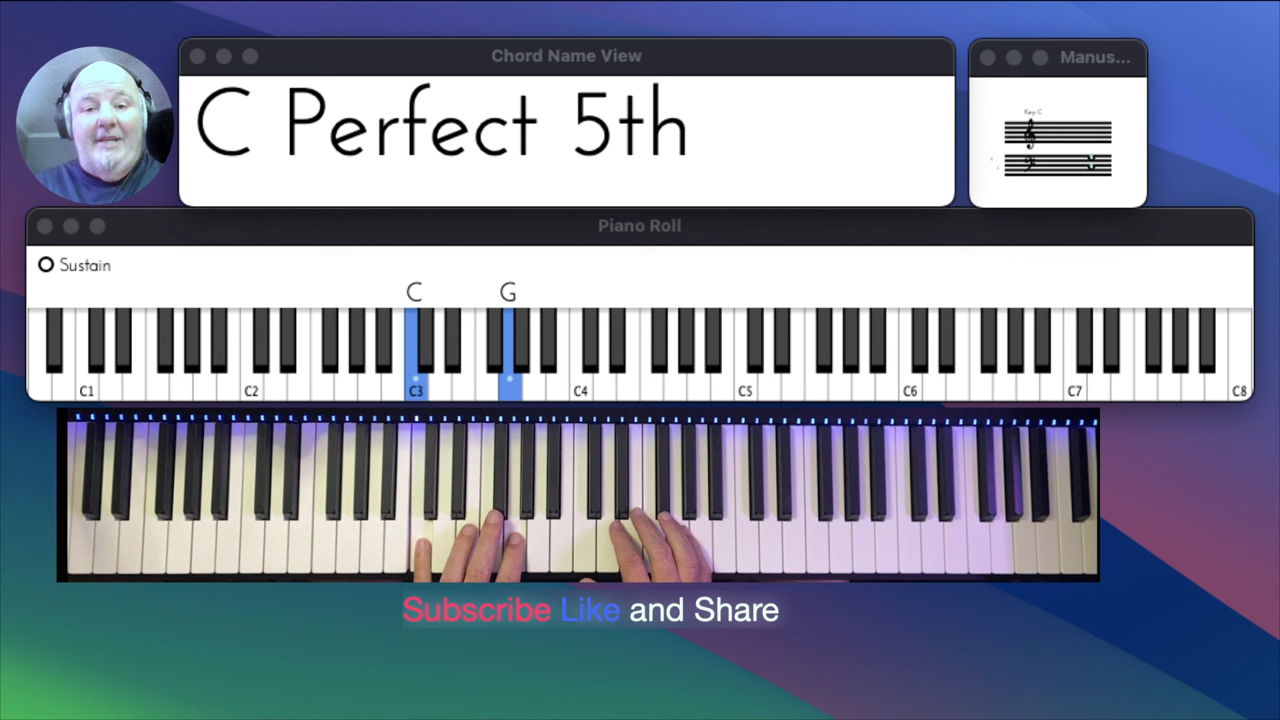 Chord Name View
C Perfect 5th
Manus...
Key: C
Piano Roll
Sustain
C G
C1 C2 C3 C4 C5 C6 C7 C8
Subscribe Like and Share